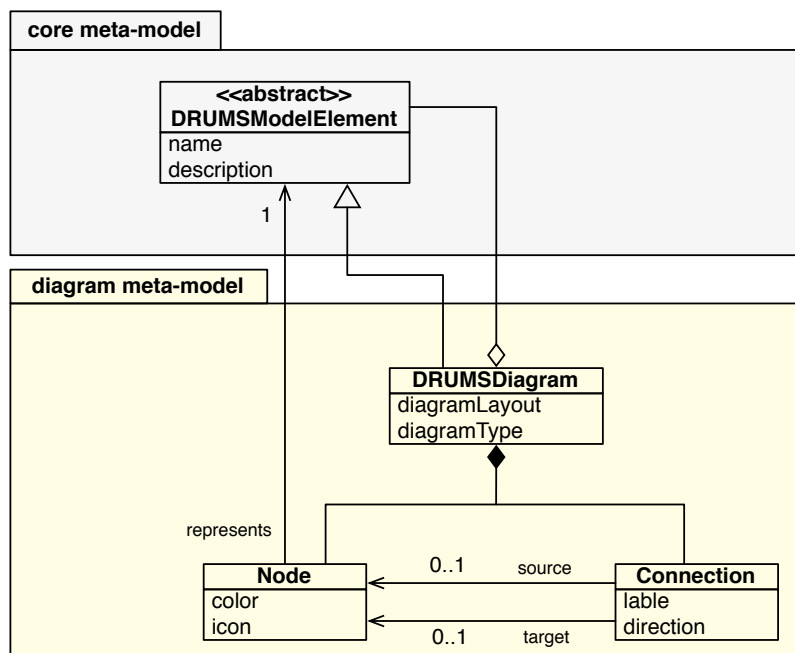 core meta-model
<<abstract>>
DRUMSModelElement
name
description
1
diagram meta-model
DRUMSDiagram
diagramLayout
diagramType
represents
Node
color
icon
0..1 source
0..1 target
Connection
lable
direction